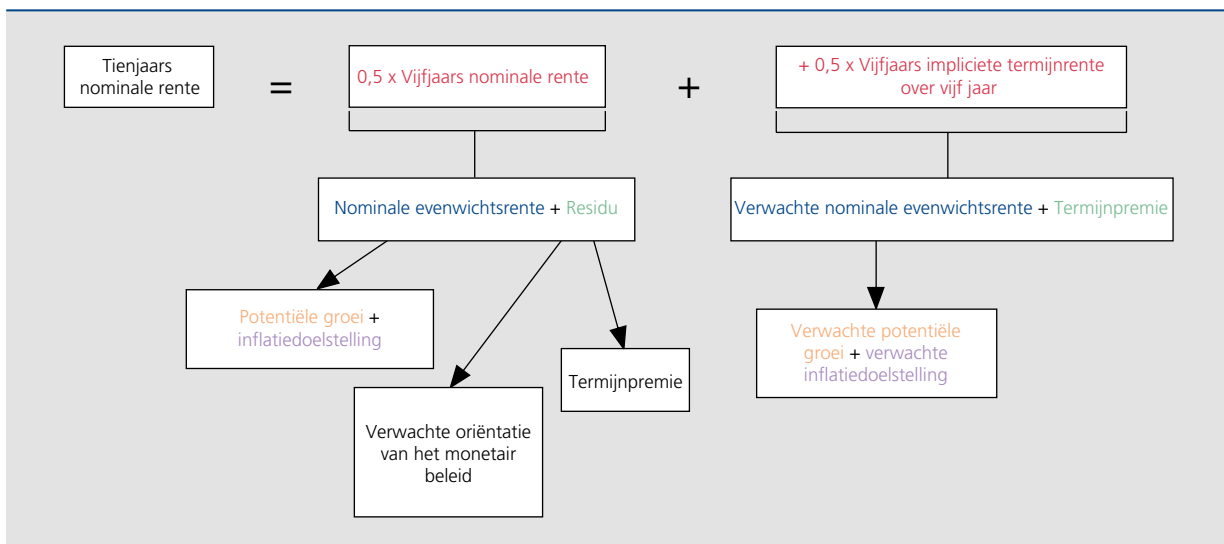 Tienjaars
nominale rente
=
0,5 x Vijfjaars nominale rente
+
+ 0,5 x Vijfjaars impliciete termijnrente
over vijf jaar
Nominale evenwichtsrente + Residu
Verwachte nominale evenwichtsrente + Termijnpremie
Potentiële groei +
inflatiedoelstelling
Verwachte oriëntatie
van het monetair
beleid
Termijnpremie
Verwachte potentiële
groei + verwachte
inflatiedoelstelling